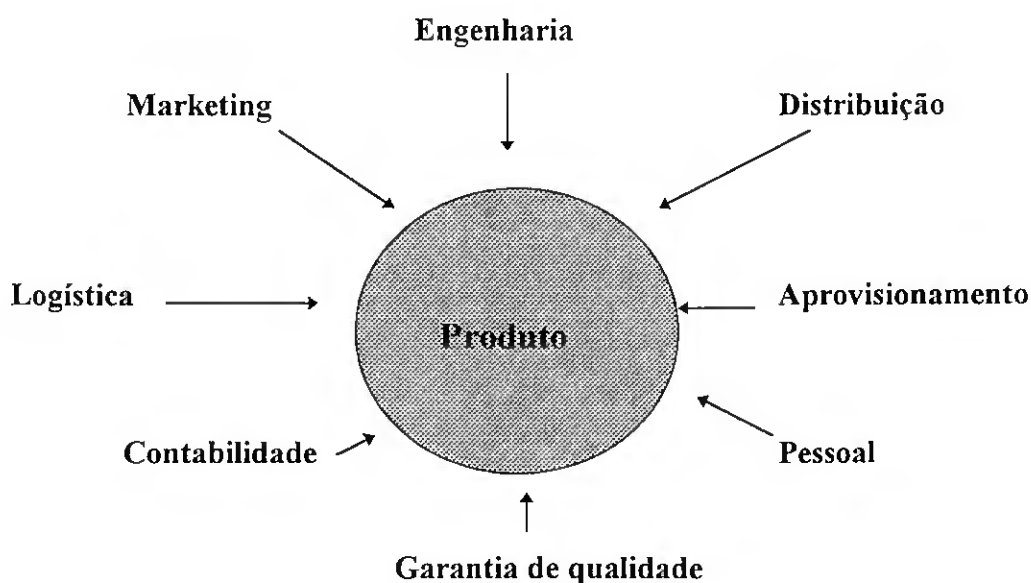 Engenharia
Marketing
Distribuição
Logística
Aprovisionamento
Produto
Contabilidade
Pessoal
Garantia de qualidade